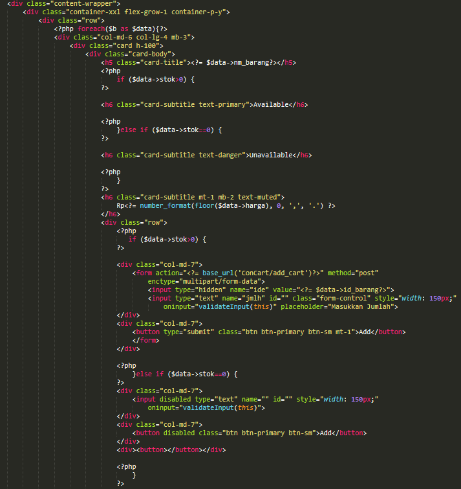 <div class="content-wrapper">
<div class="container-xxl flex-grow-1 container-p-y">
<div class="row">
<?php foreach($b as $data){?>
<div class="col-md-6 col-lg-4 mb-3">
<div class="card h-100">
<div class="card-body">
<h5 class="card-title"><?= $data->nm_barang?></h5>
<?php
if ($data->stok>0) {
?>
<h6 class="card-subtitle text-primary">Available</h6>
<?php
}else if ($data->stok==0) {
?>
<h6 class="card-subtitle text-danger">Unavailable</h6>
<?php
}
?>
<h6 class="card-subtitle mt-1 mb-2 text-muted">
Rp<?= number_format(floor($data->harga), 0, ',', '.') ?>
</h6>
<div class="row">
<?php
if ($data->stok>0) {
?>
<div class="col-md-7">
<form action="<?= base_url('concart/add_cart')?>" method="post"
enctype="multipart/form-data">
<input type="hidden" name="ide" value="<?= $data->id_barang?>">
<input type="text" name="jmlh" id="" class="form-control" style="width: 150px;"
oninput="validateInput(this)" placeholder="Masukkan Jumlah">
</div>
<div class="col-md-7">
<button type="submit" class="btn btn-primary btn-sm mt-1">Add</button>
</form>
</div>
<?php
}else if ($data->stok==0) {
?>
<div class="col-md-7">
<input disabled type="text" name="" id="" style="width: 150px;"
oninput="validateInput(this)">
</div>
<div class="col-md-7">
<button disabled class="btn btn-primary btn-sm">Add</button>
</div>
<div><button></button></div>
<?php
}
?>